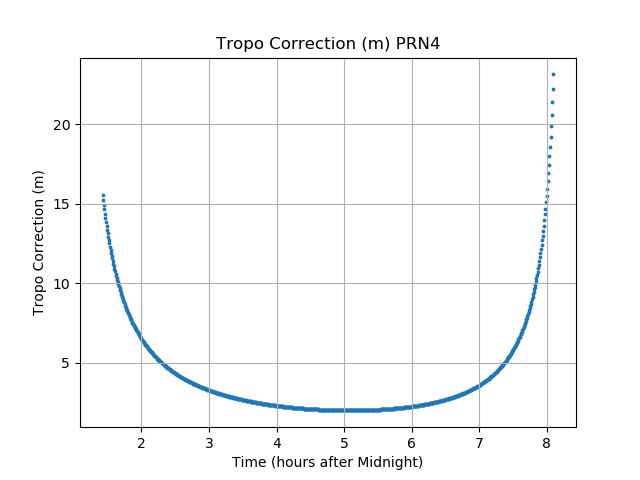 Tropo Correction (m) PRN4
20
15
10
5
Tropo Correction (m)
2 3 4 5 6 7 8
Time (hours after Midnight)